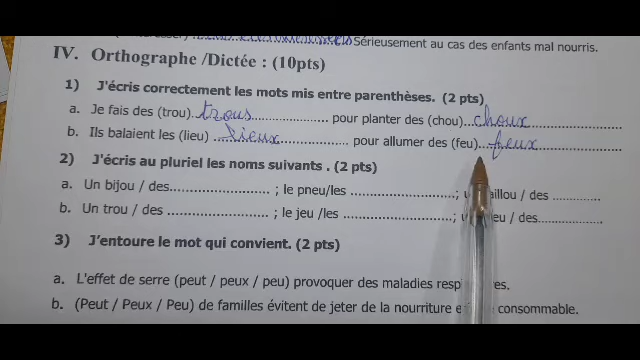 Sérieusement au cas des enfants mal nourris.
IV. Orthographe /Dictée : (10pts)
1) J'écris correctement les mots mis entre parenthèses. (2 pts)
a. Je fais des (trou)..trous.................... pour planter des (chou)...choux.......................
b. Ils balaient les (lieu) ..lieux.................. pour allumer des (feu)...feux.....................
2) J'écris au pluriel les noms suivants . (2 pts)
a. Un bijou / des......................... ; le pneu/les ..........................; aillou / des ............
b. Un trou / des ......................... ; le jeu /les ..........................; eu / des................
3) J'entoure le mot qui convient. (2 pts)
a. L'effet de serre (peut / peux / peu) provoquer des maladies resp res.
b. (Peut / Peux / Peu) de familles évitent de jeter de la nourriture e consommable.